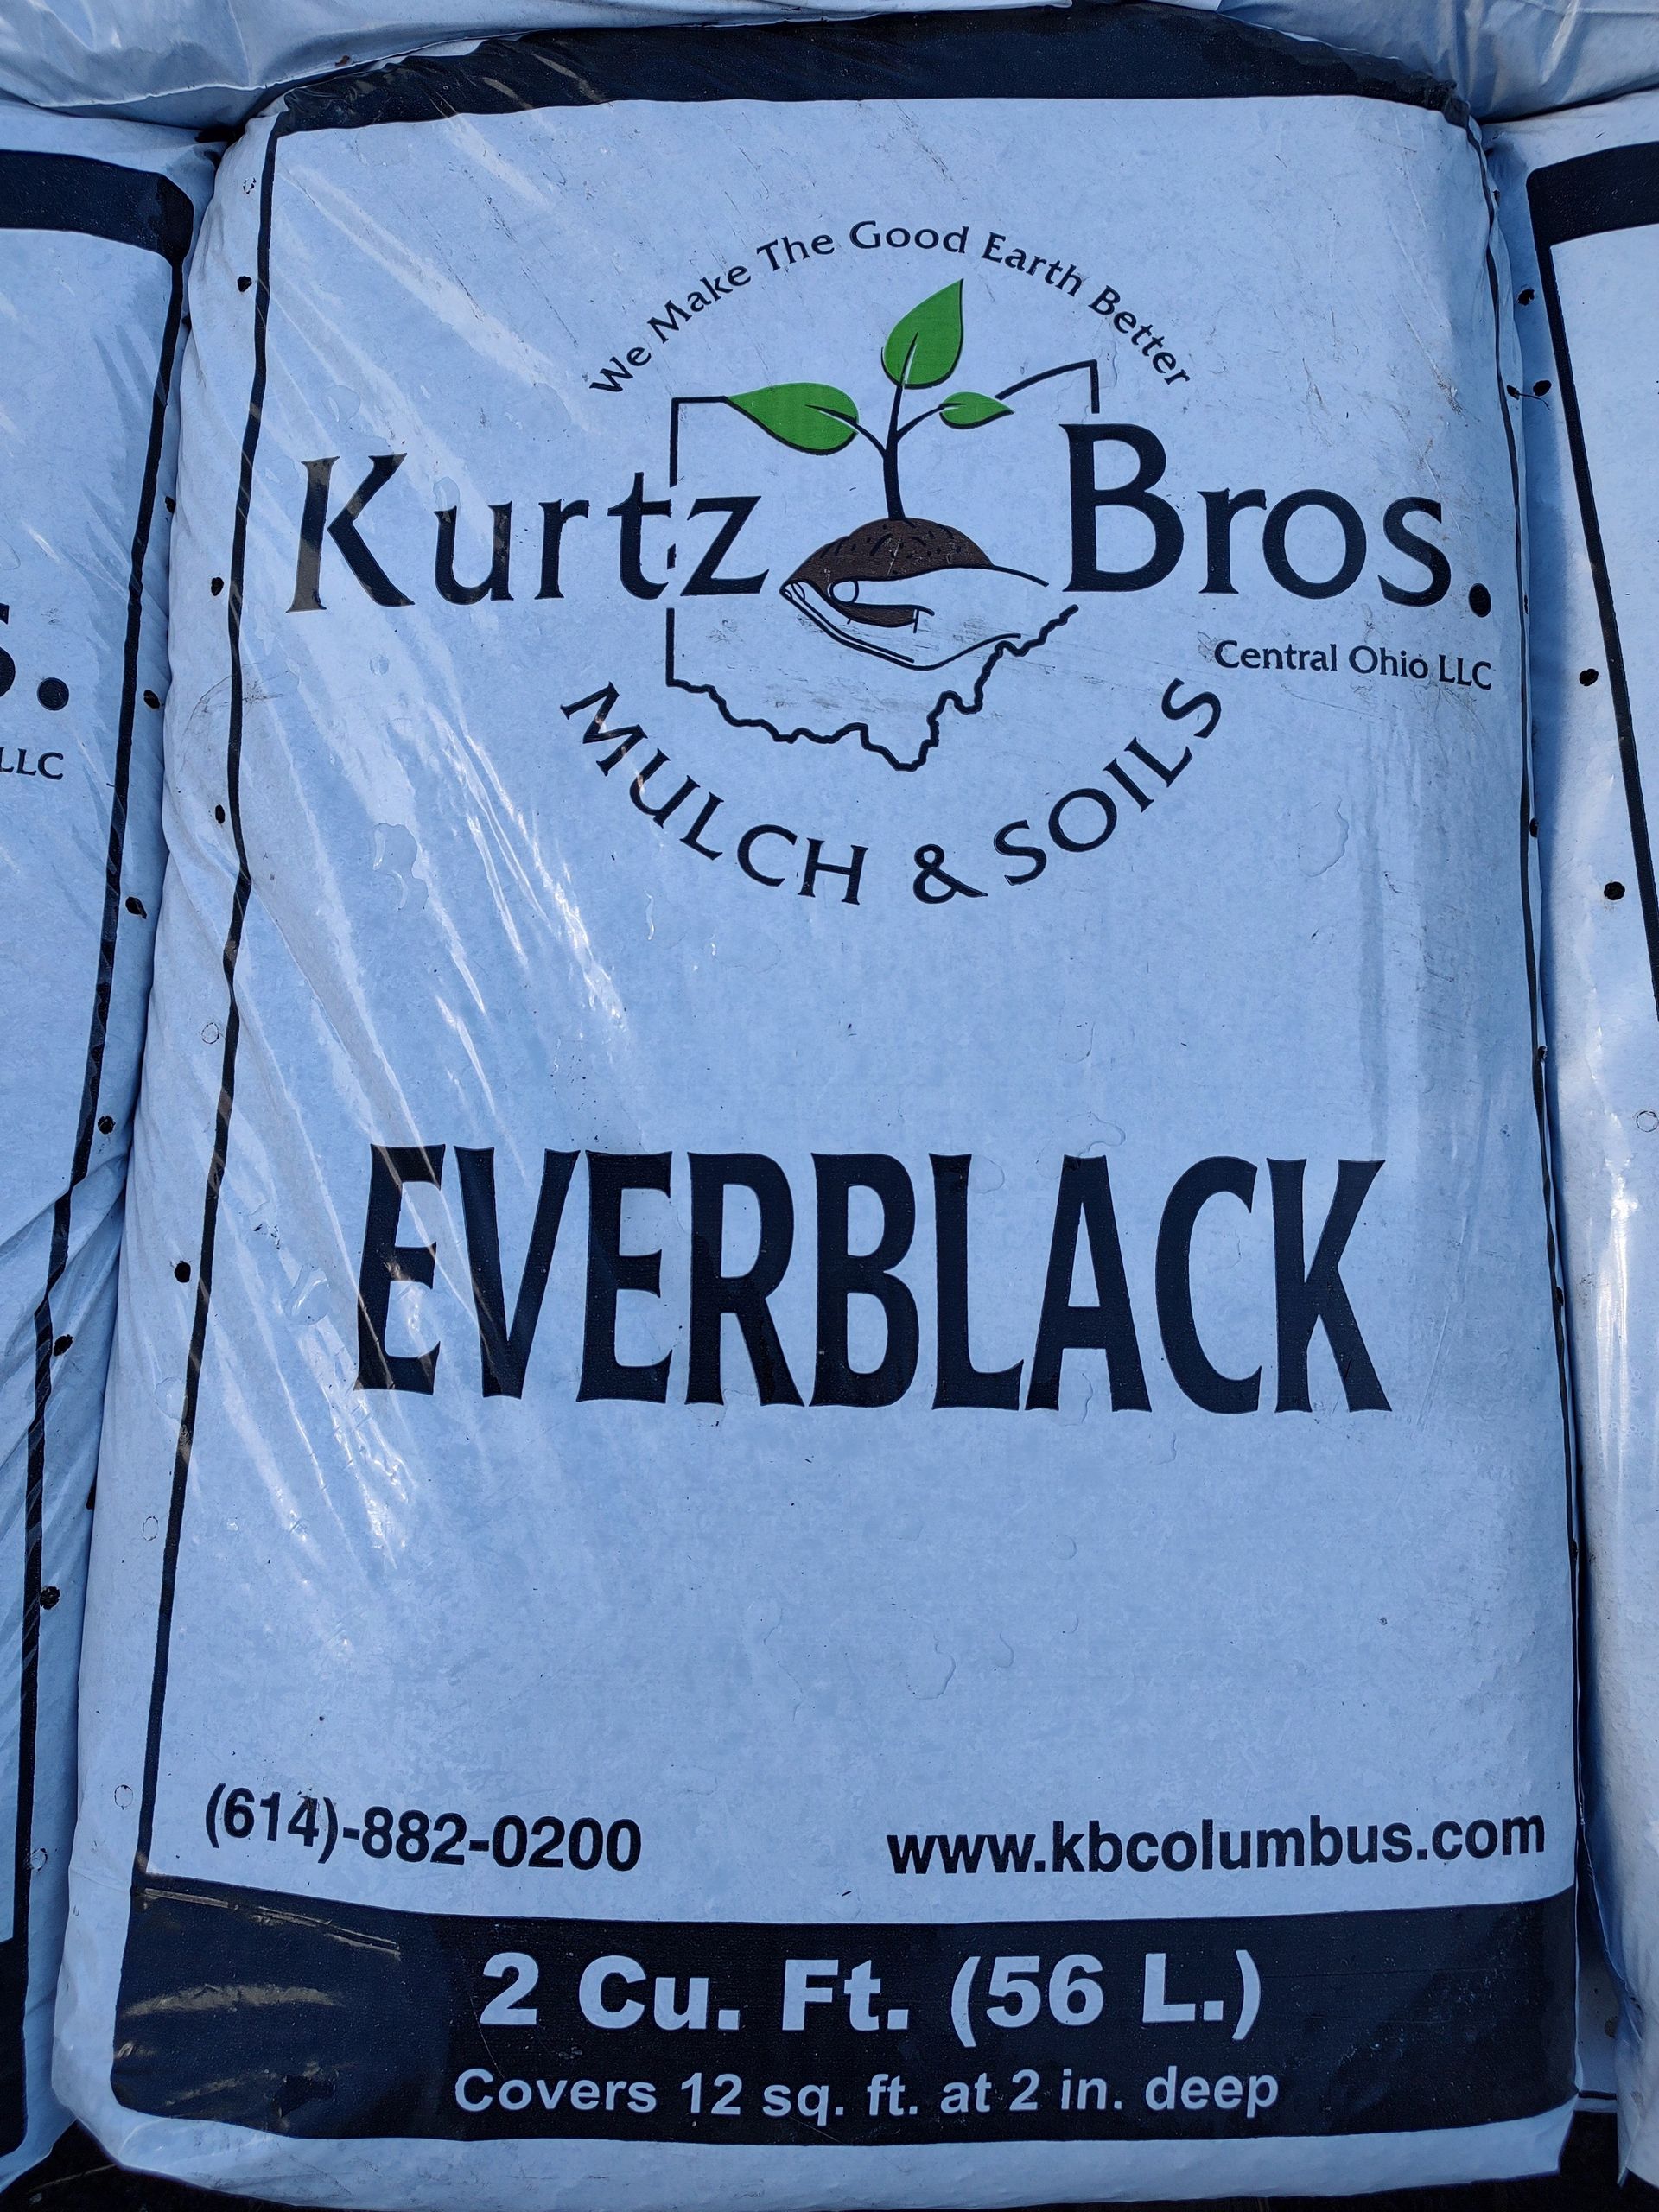 We Make The Good Earth Better
Kurtz Bros.
Central Ohio LLC
MULCH & SOILS
EVERBLACK
(614)-882-0200
www.kbcolumbus.com
2 Cu. Ft. (56 L.)
Covers 12 sq. ft. at 2 in. deep
s.
LLC